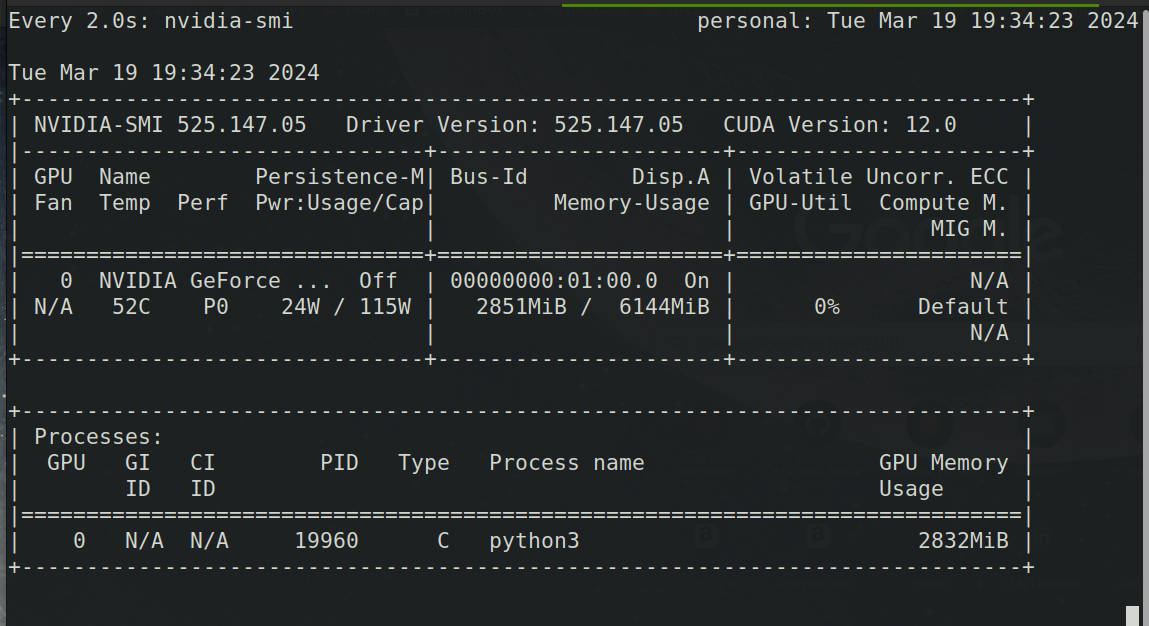 Every 2.0s: nvidia-smi                               personal: Tue Mar 19 19:34:23 2024
Tue Mar 19 19:34:23 2024
+-----------------------------------------------------------------------------+
| NVIDIA-SMI 525.147.05   Driver Version: 525.147.05   CUDA Version: 12.0     |
|-------------------------------+----------------------+----------------------+
| GPU  Name        Persistence-M| Bus-Id        Disp.A | Volatile Uncorr. ECC |
| Fan  Temp  Perf  Pwr:Usage/Cap|         Memory-Usage | GPU-Util  Compute M. |
|                               |                      |               MIG M. |
|===============================+======================+======================|
|   0  NVIDIA GeForce ...  Off  | 00000000:01:00.0  On |                  N/A |
| N/A   52C    P0    24W / 115W |   2851MiB /  6144MiB |      0%      Default |
|                               |                      |                  N/A |
+-------------------------------+----------------------+----------------------+
+-----------------------------------------------------------------------------+
| Processes:                                                                  |
|  GPU   GI   CI        PID   Type   Process name                  GPU Memory |
|        ID   ID                                                   Usage      |
|=============================================================================|
|    0   N/A  N/A     19960      C   python3                          2832MiB |
+-----------------------------------------------------------------------------+
Google